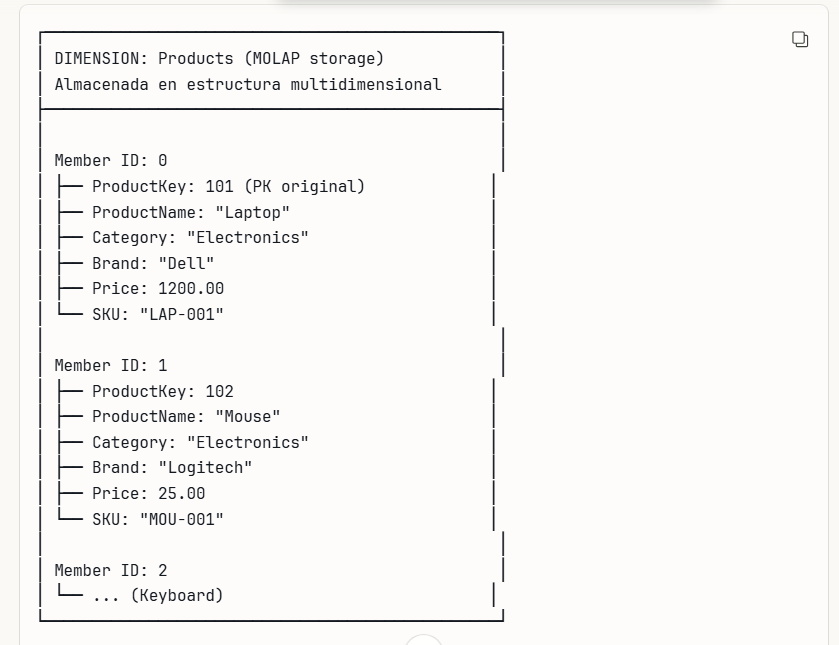 DIMENSION: Products (MOLAP storage)
Almacenada en estructura multidimensional
Member ID: 0
├── ProductKey: 101 (PK original)
├── ProductName: "Laptop"
├── Category: "Electronics"
├── Brand: "Dell"
├── Price: 1200.00
└── SKU: "LAP-001"
Member ID: 1
├── ProductKey: 102
├── ProductName: "Mouse"
├── Category: "Electronics"
├── Brand: "Logitech"
├── Price: 25.00
└── SKU: "MOU-001"
Member ID: 2
└── ... (Keyboard)